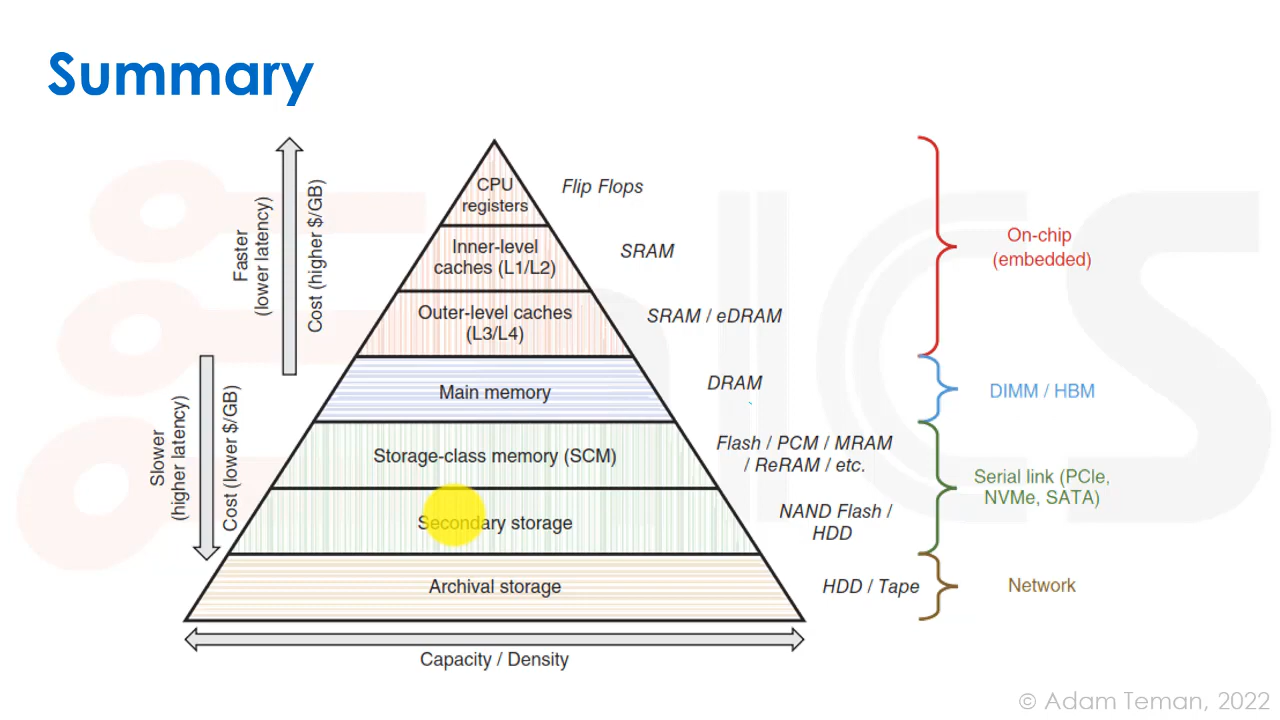 Summary
CPU
registers
Flip Flops
Inner-level
caches (L1/L2)
SRAM
Outer-level caches
(L3/L4)
SRAM / eDRAM
Main memory
DRAM
Storage-class memory (SCM)
Flash / PCM / MRAM
/ ReRAM / etc.
Secondary storage
NAND Flash /
HDD
Archival storage
HDD / Tape
Faster
(lower latency)
Cost (higher $/GB)
Slower
(higher latency)
Cost (lower $/GB)
On-chip
(embedded)
DIMM / HBM
Serial link (PCIe,
NVMe, SATA)
Network
Capacity / Density
© Adam Teman, 2022